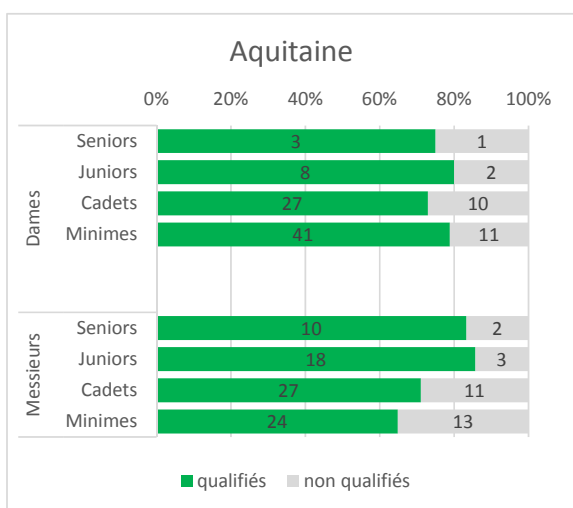 Aquitaine
0% 20% 40% 60% 80% 100%
Dames
Seniors 3 1
Juniors 8 2
Cadets 27 10
Minimes 41 11
Messieurs
Seniors 10 2
Juniors 18 3
Cadets 27 11
Minimes 24 13
qualifiés non qualifiés